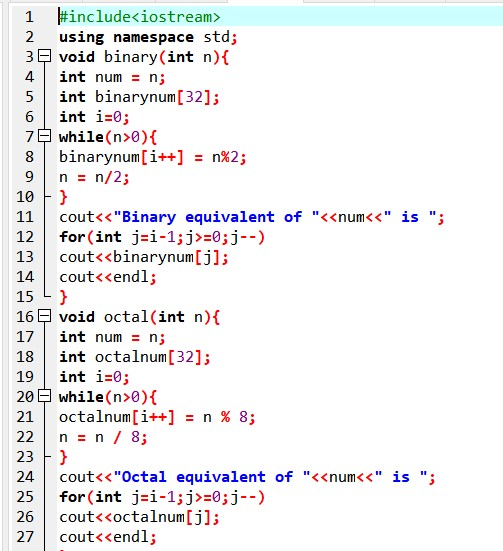 1 #include<iostream>
2 using namespace std;
3 void binary(int n){
4 int num = n;
5 int binarynum[32];
6 int i=0;
7 while(n>0){
8 binarynum[i++] = n%2;
9 n = n/2;
10 }
11 cout<<"Binary equivalent of "<<num<<" is ";
12 for(int j=i-1;j>=0;j--)
13 cout<<binarynum[j];
14 cout<<endl;
15 }
16 void octal(int n){
17 int num = n;
18 int octalnum[32];
19 int i=0;
20 while(n>0){
21 octalnum[i++] = n % 8;
22 n = n / 8;
23 }
24 cout<<"Octal equivalent of "<<num<<" is ";
25 for(int j=i-1;j>=0;j--)
26 cout<<octalnum[j];
27 cout<<endl;